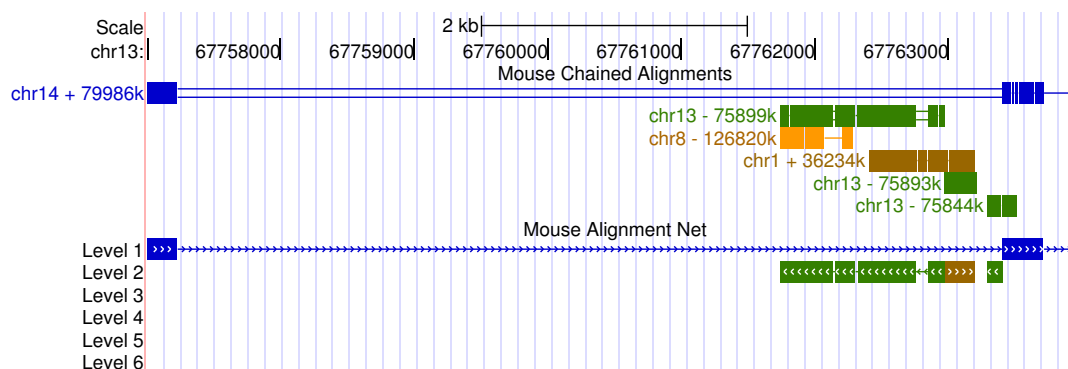 Scale 2 kb
chr13: 67758000 67759000 67760000 67761000 67762000 67763000
Mouse Chained Alignments
chr14 + 79986k
chr13 - 75899k
chr8 - 126820k
chr1 + 36234k
chr13 - 75893k
chr13 - 75844k
Mouse Alignment Net
Level 1
Level 2
Level 3
Level 4
Level 5
Level 6